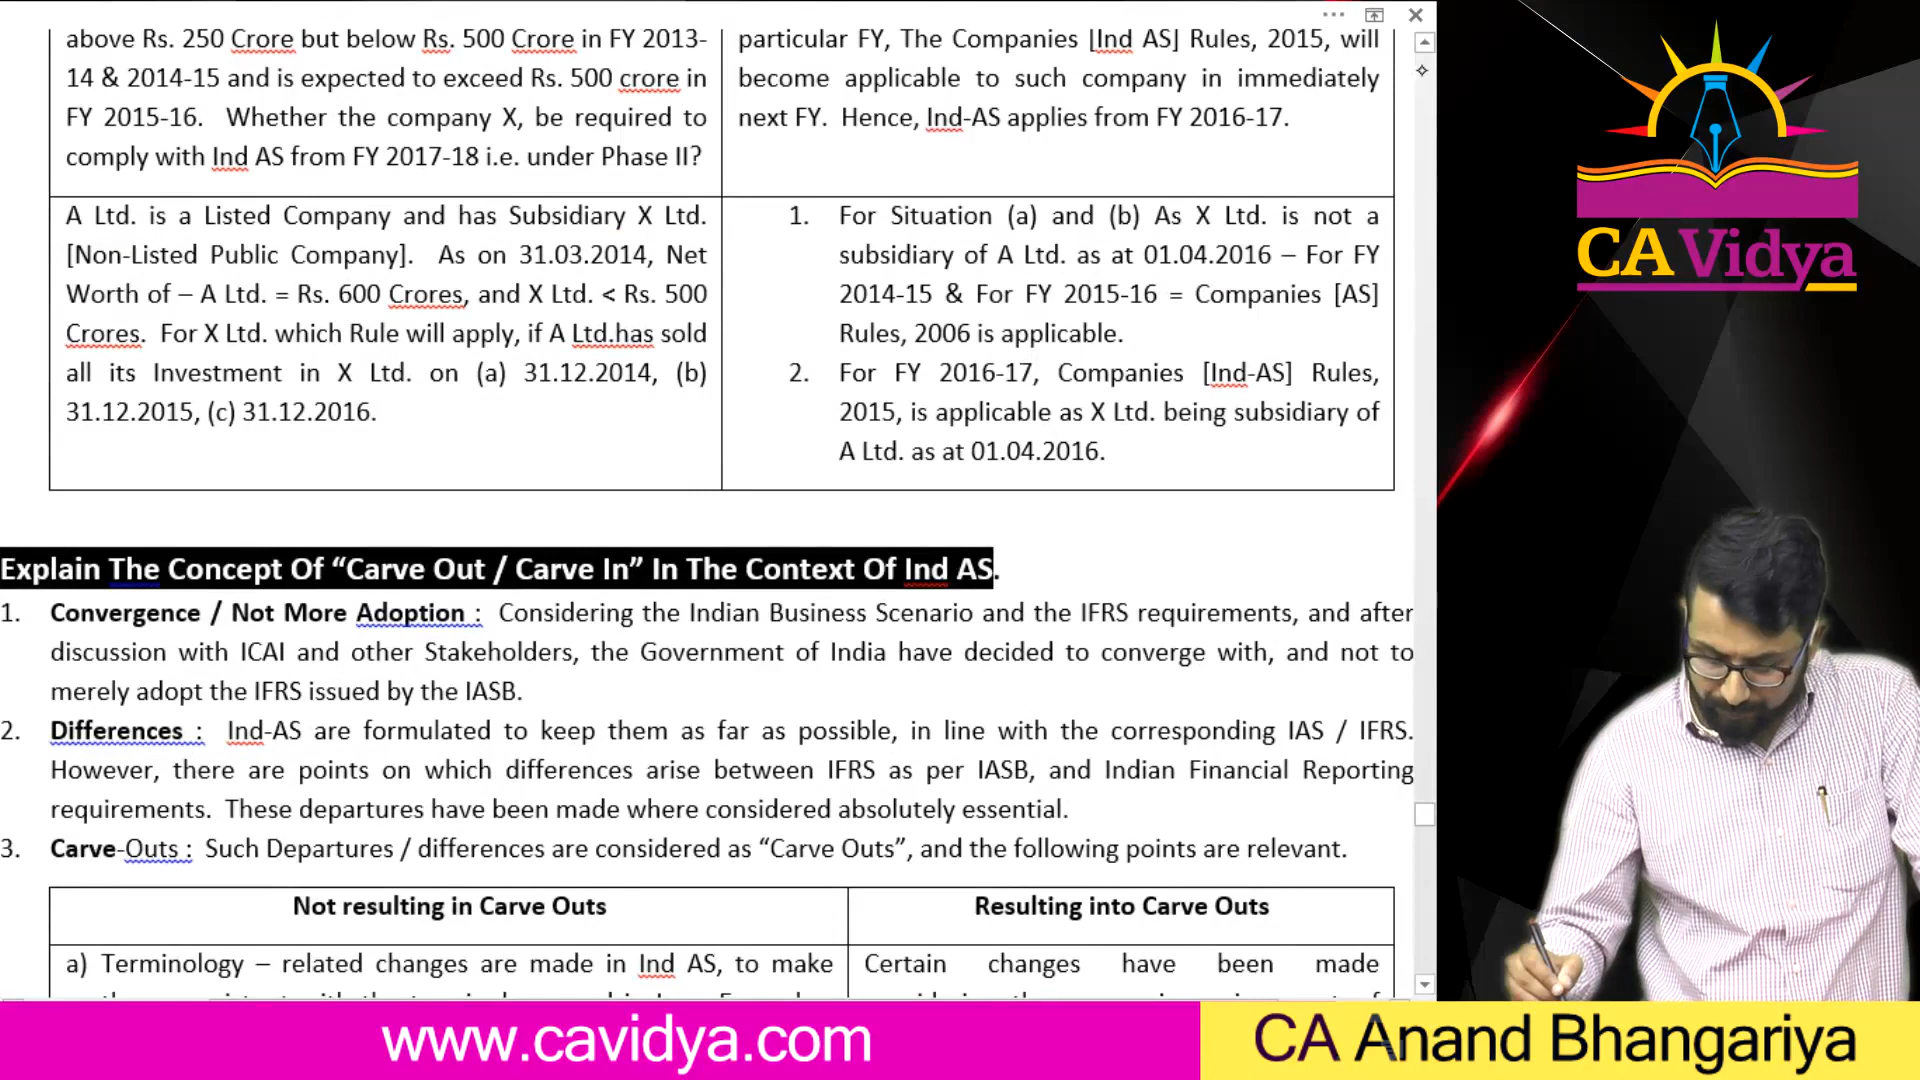 above Rs. 250 Crore but below Rs. 500 Crore in FY 2013-
14 & 2014-15 and is expected to exceed Rs. 500 crore in
FY 2015-16. Whether the company X, be required to
comply with Ind AS from FY 2017-18 i.e. under Phase II?
particular FY, The Companies [Ind AS] Rules, 2015, will
become applicable to such company in immediately
next FY. Hence, Ind-AS applies from FY 2016-17.
A Ltd. is a Listed Company and has Subsidiary X Ltd.
[Non-Listed Public Company]. As on 31.03.2014, Net
Worth of – A Ltd. = Rs. 600 Crores, and X Ltd. < Rs. 500
Crores. For X Ltd. which Rule will apply, if A Ltd.has sold
all its Investment in X Ltd. on (a) 31.12.2014, (b)
31.12.2015, (c) 31.12.2016.
1. For Situation (a) and (b) As X Ltd. is not a
subsidiary of A Ltd. as at 01.04.2016 – For FY
2014-15 & For FY 2015-16 = Companies [AS]
Rules, 2006 is applicable.
2. For FY 2016-17, Companies [Ind-AS] Rules,
2015, is applicable as X Ltd. being subsidiary of
A Ltd. as at 01.04.2016.
Explain The Concept Of “Carve Out / Carve In” In The Context Of Ind AS.
1. Convergence / Not More Adoption : Considering the Indian Business Scenario and the IFRS requirements, and after
discussion with ICAI and other Stakeholders, the Government of India have decided to converge with, and not to
merely adopt the IFRS issued by the IASB.
2. Differences : Ind-AS are formulated to keep them as far as possible, in line with the corresponding IAS / IFRS.
However, there are points on which differences arise between IFRS as per IASB, and Indian Financial Reporting
requirements. These departures have been made where considered absolutely essential.
3. Carve-Outs : Such Departures / differences are considered as “Carve Outs”, and the following points are relevant.
Not resulting in Carve Outs
Resulting into Carve Outs
a) Terminology – related changes are made in Ind AS, to make
Certain changes have been made
CA Vidya
www.cavidya.com
CA Anand Bhangariya